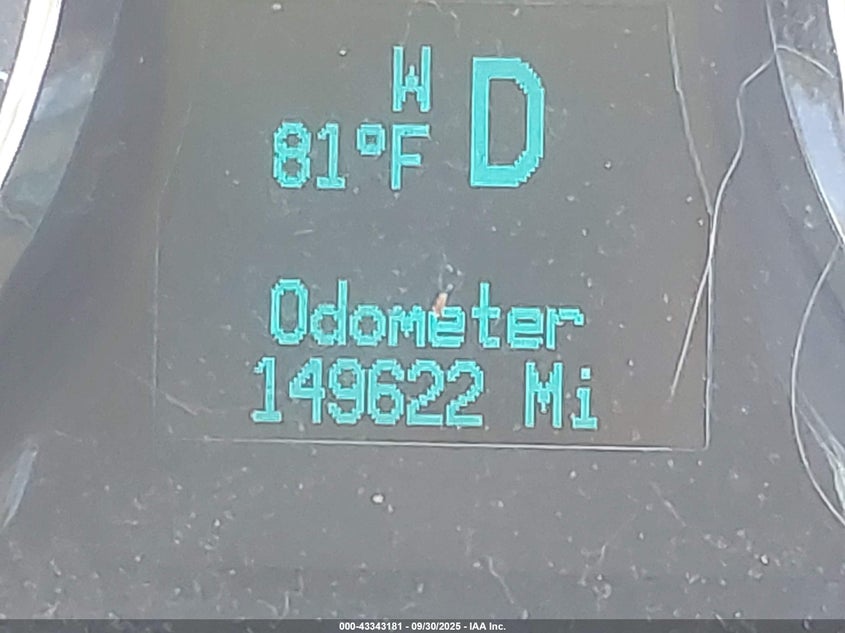 W
81°F D
Odometer
149622 Mi
000-43343181 - 09/30/2025 - IAA Inc.